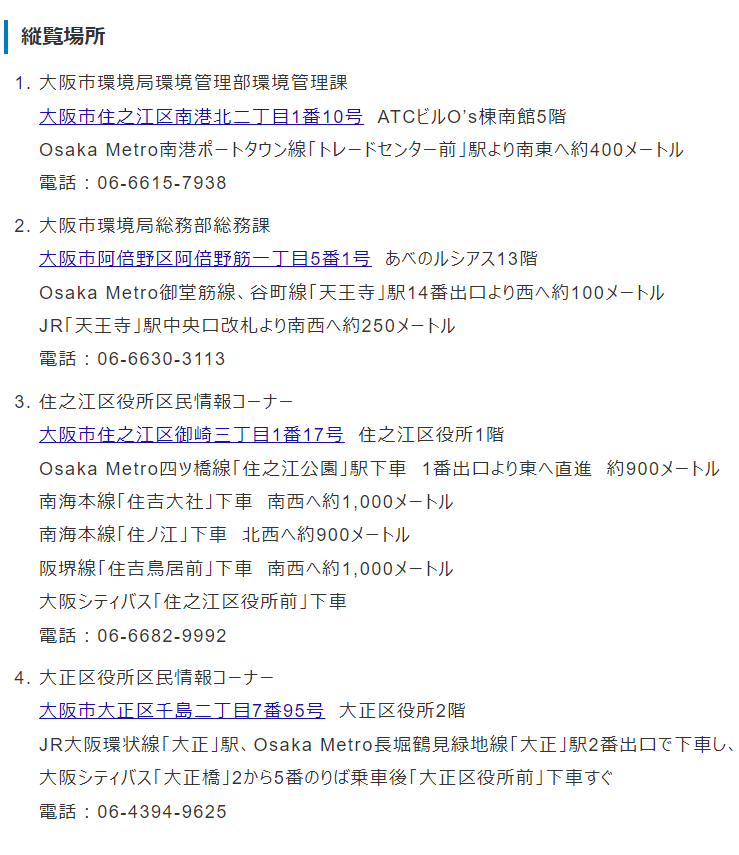 縦覧場所
1. 大阪市環境局環境管理部環境管理課
大阪市住之江区南港北二丁目1番10号　ATCビルO’s棟南館5階
Osaka Metro南港ポートタウン線「トレードセンター前」駅より南東へ約400メートル
電話：06-6615-7938
2. 大阪市環境局総務部総務課
大阪市阿倍野区阿倍野筋一丁目5番1号　あべのルシアス13階
Osaka Metro御堂筋線、谷町線「天王寺」駅14番出口より西へ約100メートル
JR「天王寺」駅中央口改札より南西へ約250メートル
電話：06-6630-3113
3. 住之江区役所区民情報コーナー
大阪市住之江区御崎三丁目1番17号　住之江区役所1階
Osaka Metro四ツ橋線「住之江公園」駅下車　1番出口より東へ直進　約900メートル
南海本線「住吉大社」下車　南西へ約1,000メートル
南海本線「住ノ江」下車　北西へ約900メートル
阪堺線「住吉鳥居前」下車　南西へ約1,000メートル
大阪シティバス「住之江区役所前」下車
電話：06-6682-9992
4. 大正区役所区民情報コーナー
大阪市大正区千島二丁目7番95号　大正区役所2階
JR大阪環状線「大正」駅、Osaka Metro長堀鶴見緑地線「大正」駅2番出口で下車し、
大阪シティバス「大正橋」2から5番のりば乗車後「大正区役所前」下車すぐ
電話：06-4394-9625